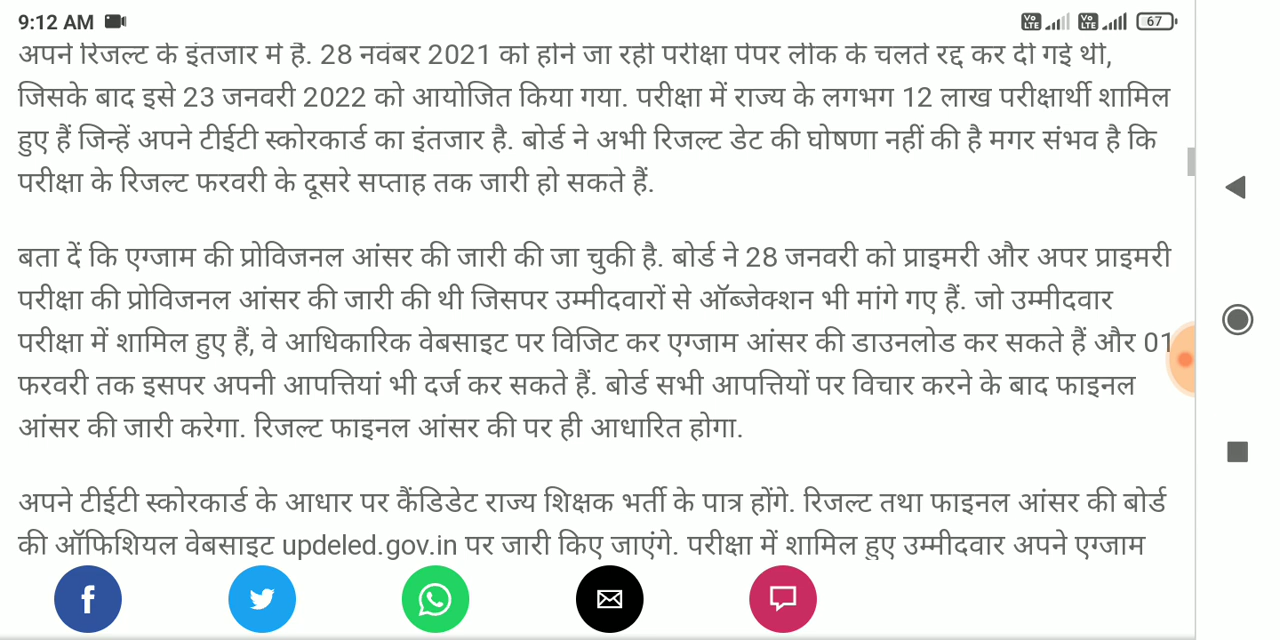 9:12 AM
Vo LTE Vo LTE 67
अपने रिजल्ट के इंतजार में हैं. 28 नवंबर 2021 को होने जा रही परीक्षा पेपर लीक के चलते रद्द कर दी गई थी,
जिसके बाद इसे 23 जनवरी 2022 को आयोजित किया गया. परीक्षा में राज्य के लगभग 12 लाख परीक्षार्थी शामिल
हुए हैं जिन्हें अपने टीईटी स्कोरकार्ड का इंतजार है. बोर्ड ने अभी रिजल्ट डेट की घोषणा नहीं की है मगर संभव है कि
परीक्षा के रिजल्ट फरवरी के दूसरे सप्ताह तक जारी हो सकते हैं.
बता दें कि एग्जाम की प्रोविजनल आंसर की जारी की जा चुकी है. बोर्ड ने 28 जनवरी को प्राइमरी और अपर प्राइमरी
परीक्षा की प्रोविजनल आंसर की जारी की थी जिसपर उम्मीदवारों से ऑब्जेक्शन भी मांगे गए हैं. जो उम्मीदवार
परीक्षा में शामिल हुए हैं, वे आधिकारिक वेबसाइट पर विजिट कर एग्जाम आंसर की डाउनलोड कर सकते हैं और 01
फरवरी तक इसपर अपनी आपत्तियां भी दर्ज कर सकते हैं. बोर्ड सभी आपत्तियों पर विचार करने के बाद फाइनल
आंसर की जारी करेगा. रिजल्ट फाइनल आंसर की पर ही आधारित होगा.
अपने टीईटी स्कोरकार्ड के आधार पर कैंडिडेट राज्य शिक्षक भर्ती के पात्र होंगे. रिजल्ट तथा फाइनल आंसर की बोर्ड
की ऑफिशियल वेबसाइट updeled.gov.in पर जारी किए जाएंगे. परीक्षा में शामिल हुए उम्मीदवार अपने एग्जाम